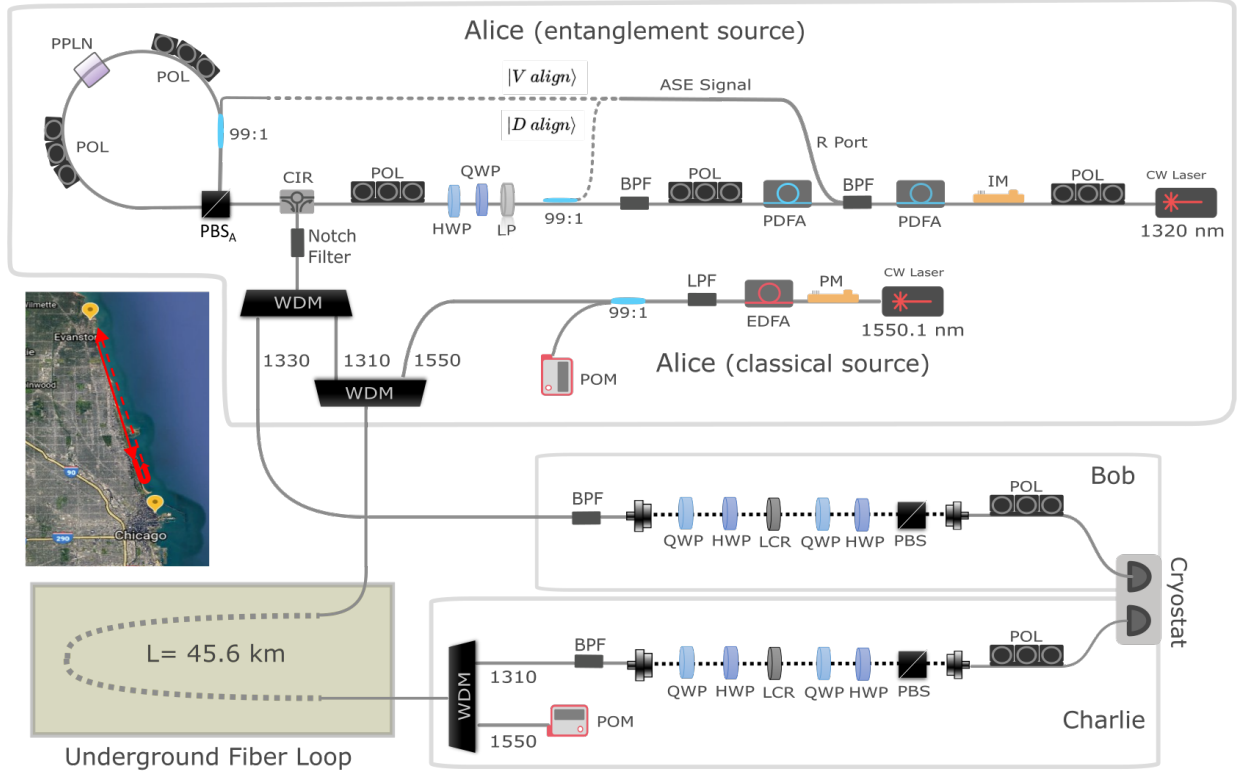 Alice (entanglement source)
PPLN
POL
POL
99:1
|V align⟩
|D align⟩
ASE Signal
R Port
CIR
POL
QWP
HWP
LP
99:1
BPF
POL
PDFA
BPF
PDFA
IM
POL
CW Laser
1320 nm
PBSA
Notch
Filter
WDM
1330
1310
1550
WDM
99:1
POM
LPF
EDFA
PM
CW Laser
1550.1 nm
Alice (classical source)
Evanston
90
290
Chicago
Bob
BPF
QWP
HWP
LCR
QWP
HWP
PBS
POL
Cryostat
L= 45.6 km
Underground Fiber Loop
WDM
1310
1550
BPF
POM
QWP
HWP
LCR
QWP
HWP
PBS
POL
Charlie